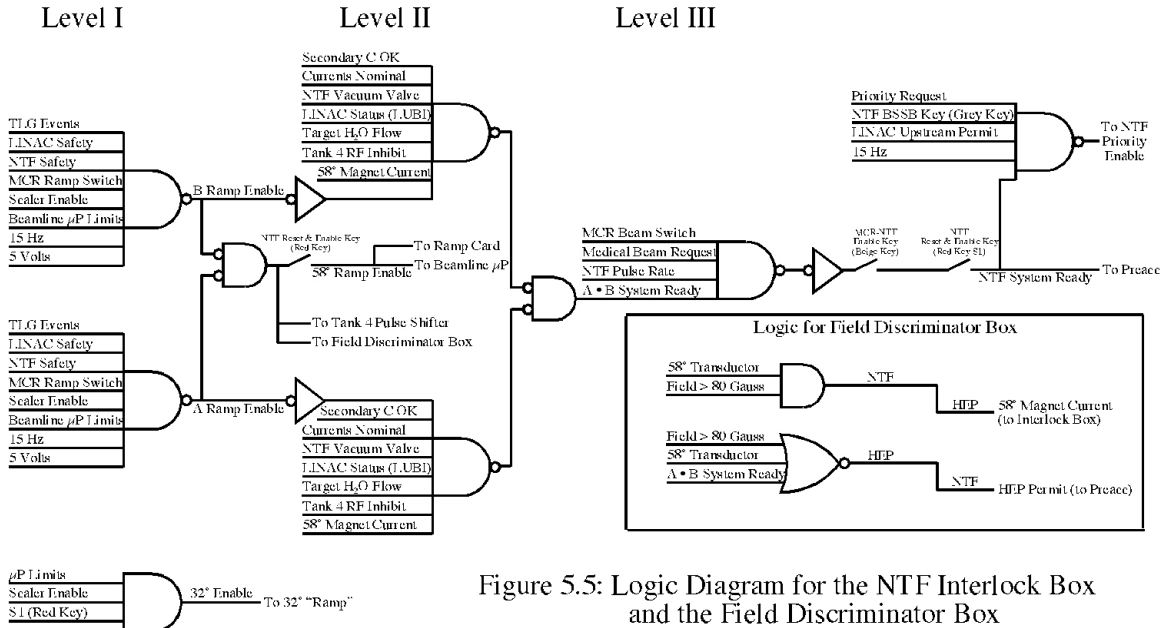 Level I
Level II
Level III
TLG Events
LINAC Safety
NTF Safety
MCR Ramp Switch
Scaler Enable
Beamline µP Limits
15 Hz
5 Volts
B Ramp Enable
Secondary C OK
Currents Nominal
NTF Vacuum Valve
LINAC Status (LUBI)
Target H₂O Flow
Tank 4 RF Inhibit
58° Magnet Current
NTF Reset & Enable Key
(Red Key)
58° Ramp Enable
To Ramp Card
To Beamline µP
To Tank 4 Pulse Shifter
To Field Discriminator Box
TLG Events
LINAC Safety
NTF Safety
MCR Ramp Switch
Scaler Enable
Beamline µP Limits
15 Hz
5 Volts
A Ramp Enable
Secondary C OK
Currents Nominal
NTF Vacuum Valve
LINAC Status (LUBI)
Target H₂O Flow
Tank 4 RF Inhibit
58° Magnet Current
MCR Beam Switch
Medical Beam Request
NTF Pulse Rate
A • B System Ready
MCR-NTF
Enable Key
(Beige Key)
NTF
Reset & Enable Key
(Red Key S1)
NTF System Ready
To Preacc
Priority Request
NTF BSSB Key (Grey Key)
LINAC Upstream Permit
15 Hz
To NTF
Priority
Enable
Logic for Field Discriminator Box
58° Transductor
Field > 80 Gauss
NTF
HEP
58° Magnet Current
(to Interlock Box)
Field > 80 Gauss
58° Transductor
A • B System Ready
HEP
NTF
HEP Permit (to Preacc)
µP Limits
Scaler Enable
S1 (Red Key)
32° Enable
To 32° “Ramp”
Figure 5.5: Logic Diagram for the NTF Interlock Box
and the Field Discriminator Box